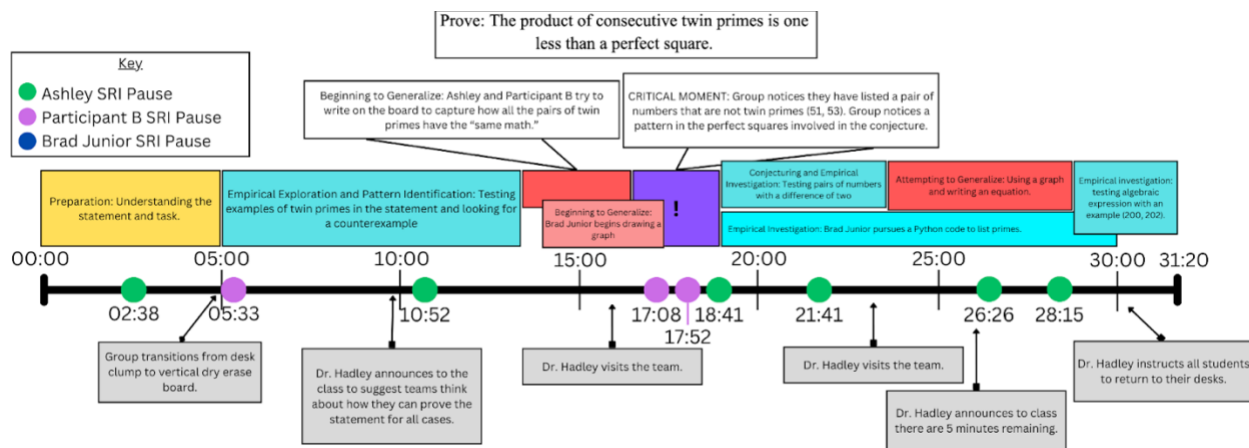 Prove: The product of consecutive twin primes is one
less than a perfect square.
Key
Ashley SRI Pause
Participant B SRI Pause
Brad Junior SRI Pause
Beginning to Generalize: Ashley and Participant B try to
write on the board to capture how all the pairs of twin
primes have the “same math.”
CRITICAL MOMENT: Group notices they have listed a pair of
numbers that are not twin primes (51, 53). Group notices a
pattern in the perfect squares involved in the conjecture.
Preparation: Understanding the
statement and task.
Empirical Exploration and Pattern Identification: Testing
examples of twin primes in the statement and looking for
a counterexample
Beginning to Generalize:
Brad Junior begins drawing a
graph
!
Conjecturing and Empirical
Investigation: Testing pairs of numbers
with a difference of two
Attempting to Generalize: Using a graph
and writing an equation.
Empirical investigation:
testing algebraic
expression with an
example (200, 202).
Empirical Investigation: Brad Junior pursues a Python code to list primes.
00:00
05:00
10:00
15:00
20:00
25:00
30:00
31:20
02:38
05:33
10:52
17:08
17:52
18:41
21:41
26:26
28:15
Group transitions from desk
clump to vertical dry erase
board.
Dr. Hadley announces to the
class to suggest teams think
about how they can prove the
statement for all cases.
Dr. Hadley visits the team.
Dr. Hadley visits the team.
Dr. Hadley announces to class
there are 5 minutes remaining.
Dr. Hadley instructs all students
to return to their desks.